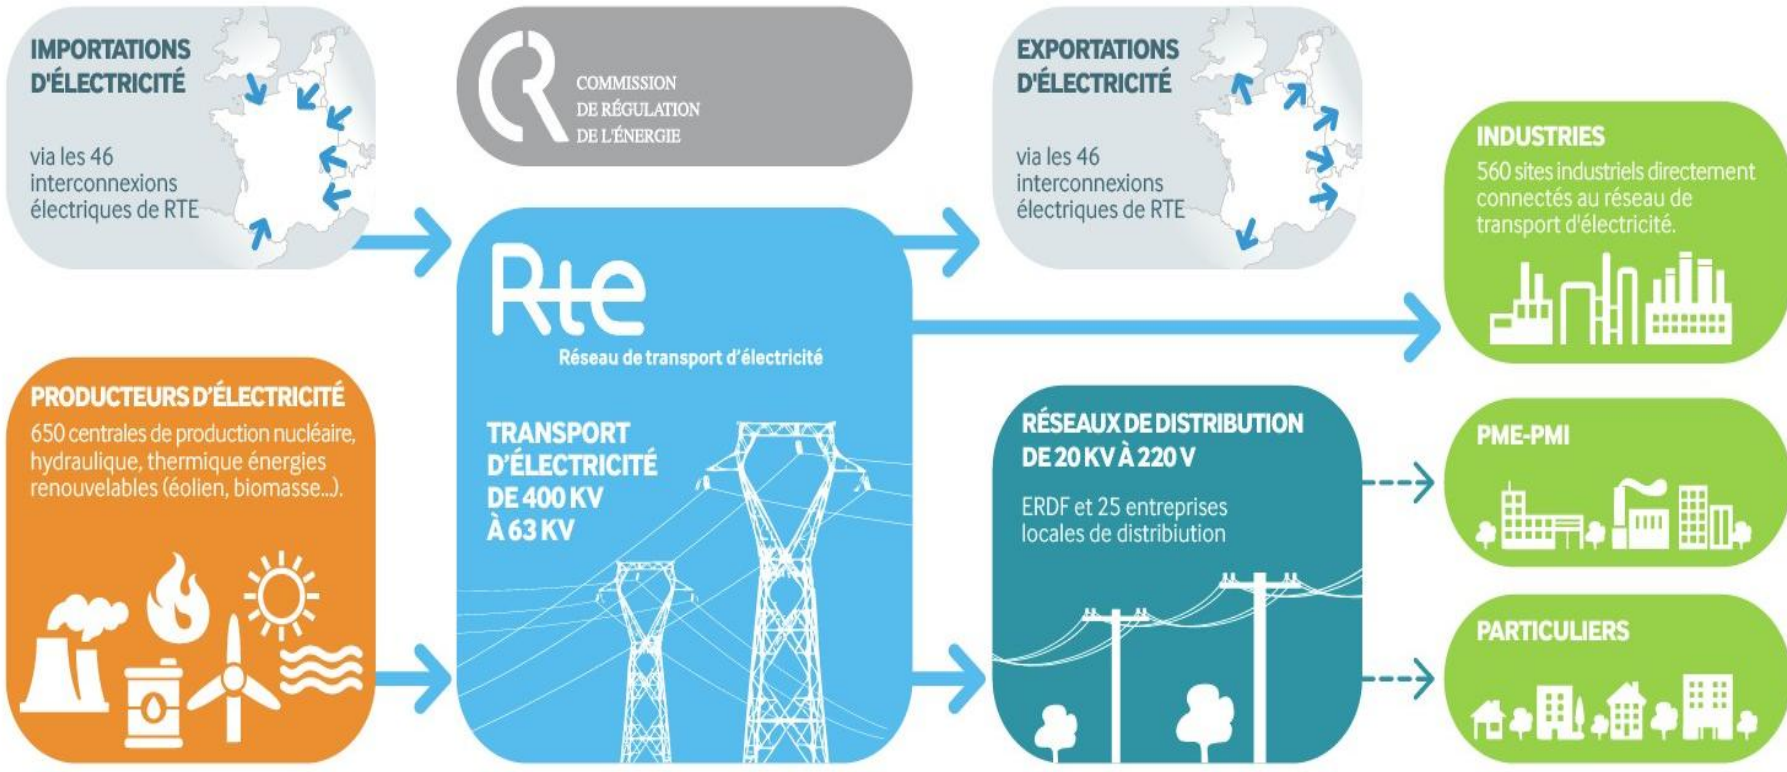 IMPORTATIONS
D'ÉLECTRICITÉ
via les 46
interconnexions
électriques de RTE
CR
COMMISSION
DE RÉGULATION
DE L'ÉNERGIE
EXPORTATIONS
D'ÉLECTRICITÉ
via les 46
interconnexions
électriques de RTE
INDUSTRIES
560 sites industriels directement
connectés au réseau de
transport d'électricité.
Rte
Réseau de transport d'électricité
PRODUCTEURS D'ÉLECTRICITÉ
650 centrales de production nucléaire,
hydraulique, thermique énergies
renouvelables (éolien, biomasse...).
TRANSPORT
D'ÉLECTRICITÉ
DE 400 KV
À 63 KV
RÉSEAUX DE DISTRIBUTION
DE 20 KV À 220 V
ERDF et 25 entreprises
locales de distribiution
PME-PMI
PARTICULIERS